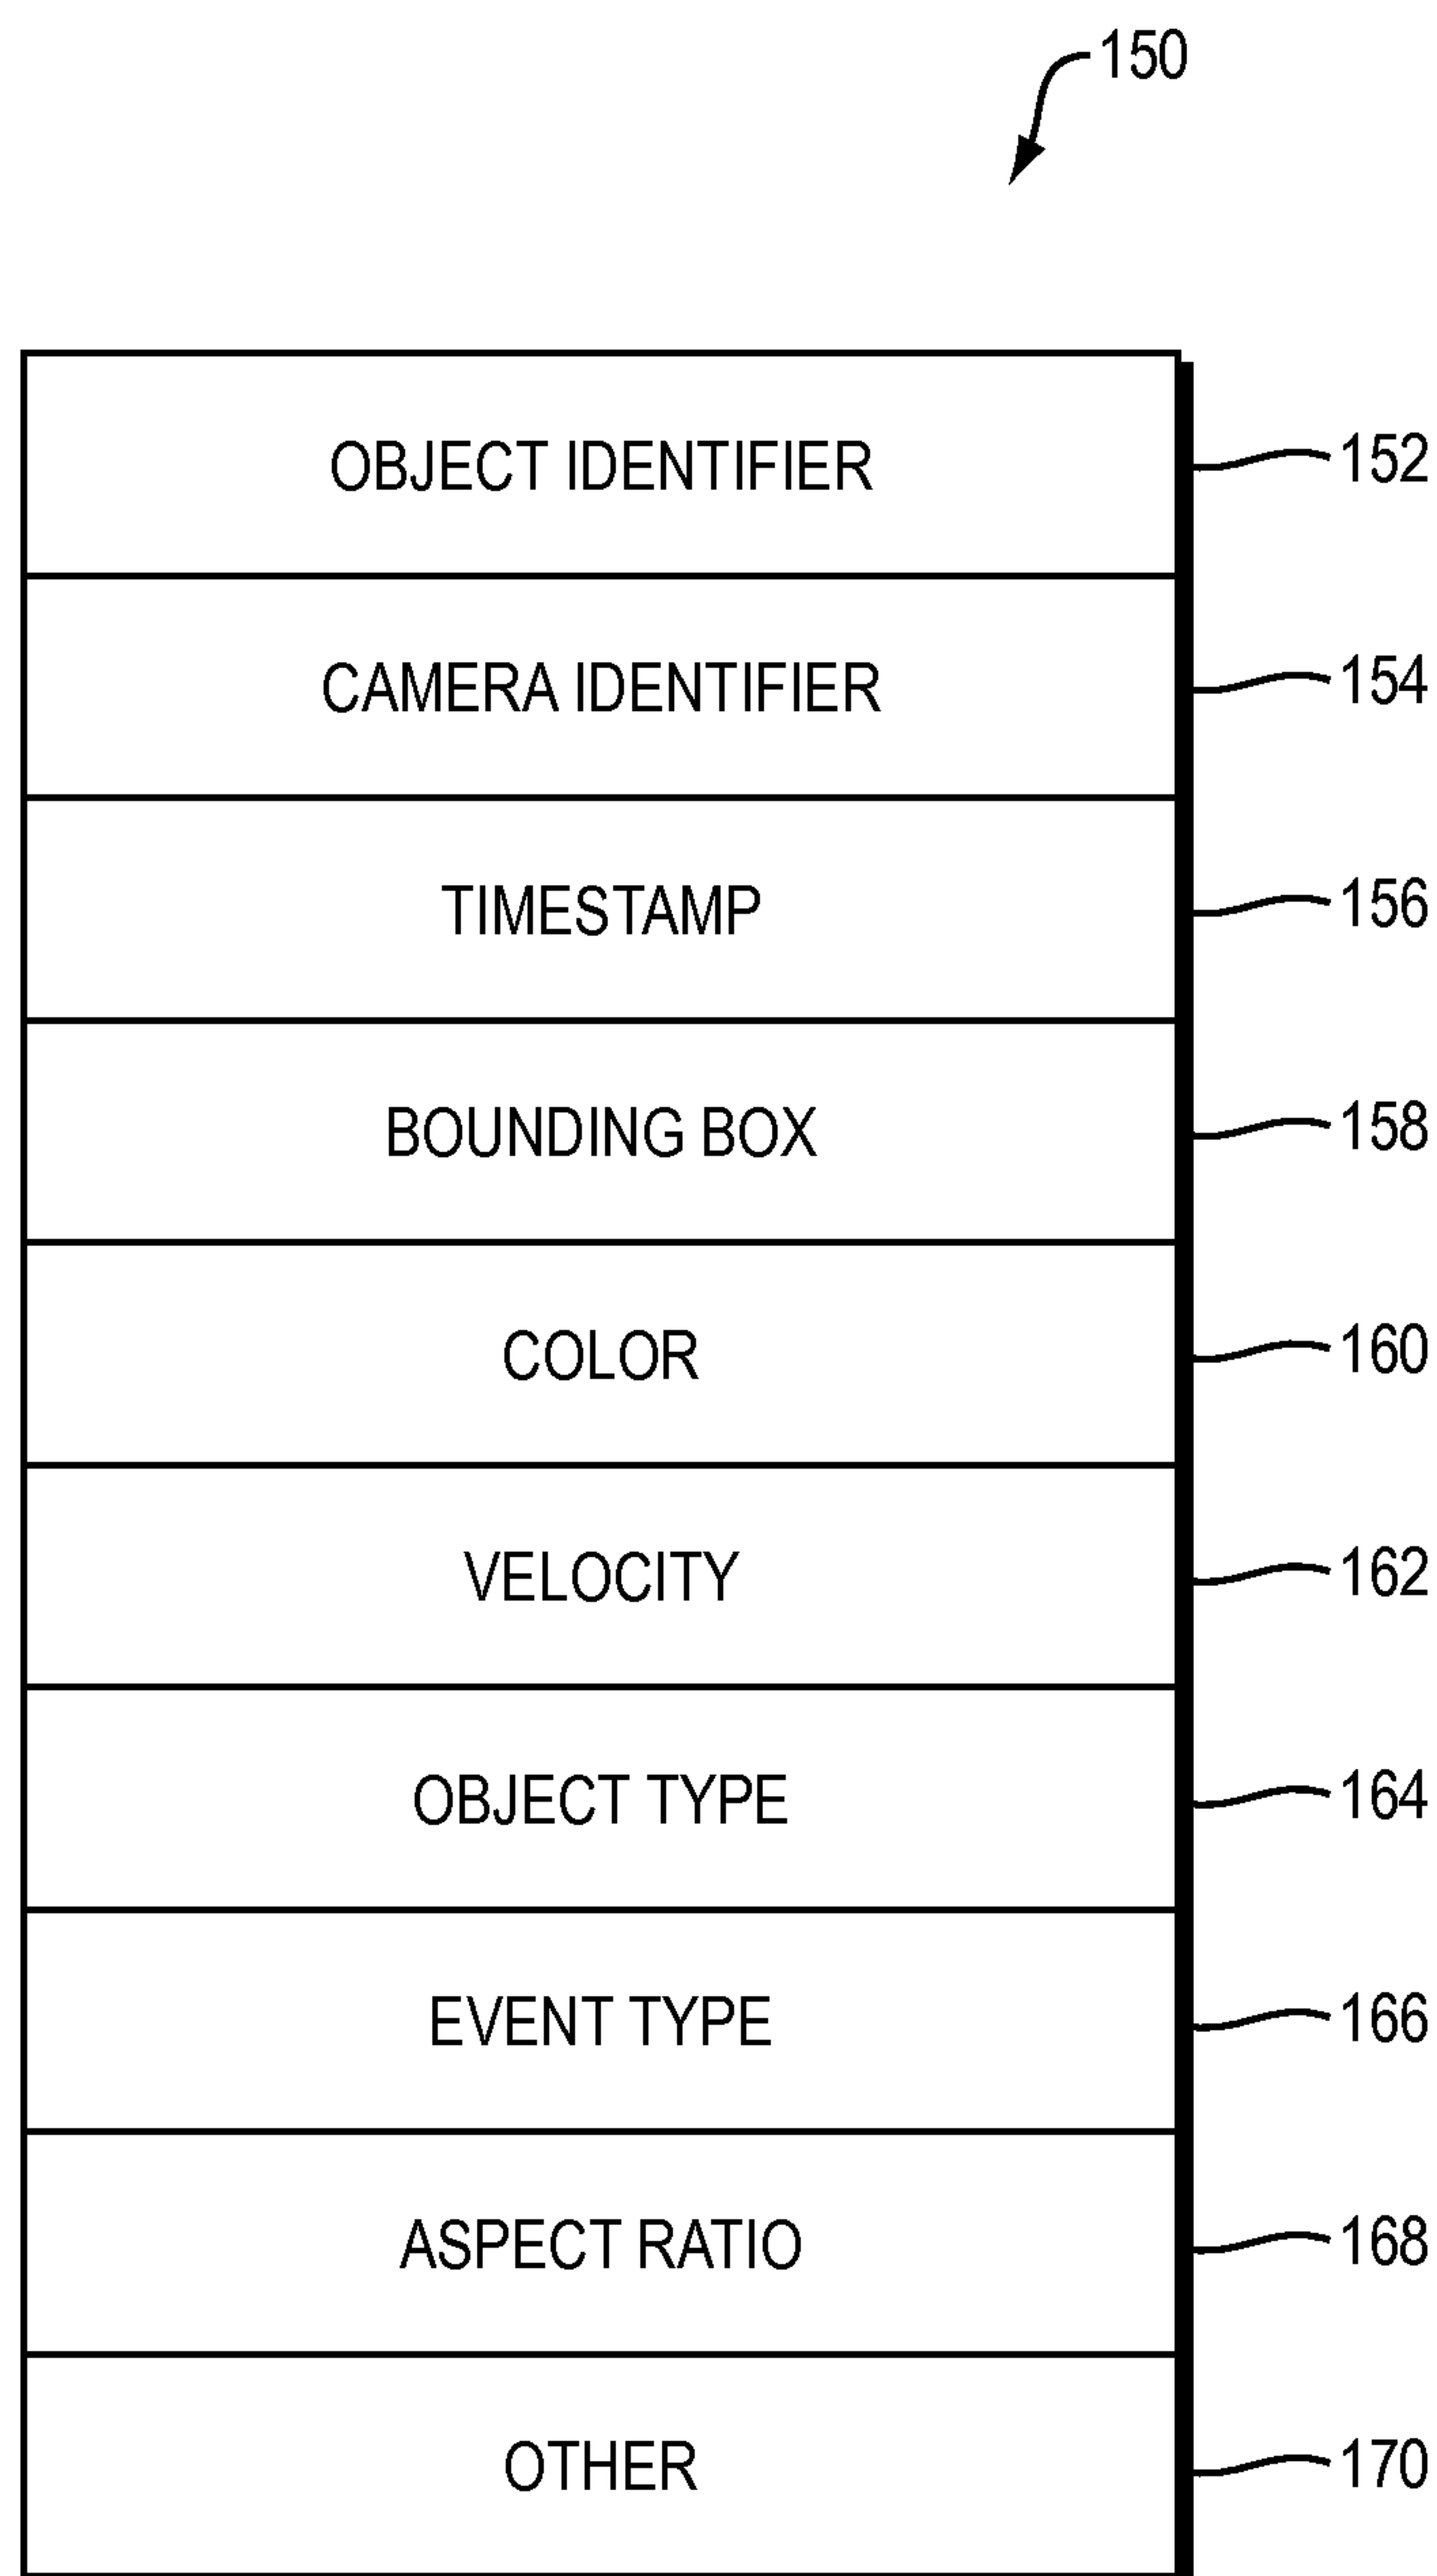 150
OBJECT IDENTIFIER 152
CAMERA IDENTIFIER 154
TIMESTAMP 156
BOUNDING BOX 158
COLOR 160
VELOCITY 162
OBJECT TYPE 164
EVENT TYPE 166
ASPECT RATIO 168
OTHER 170